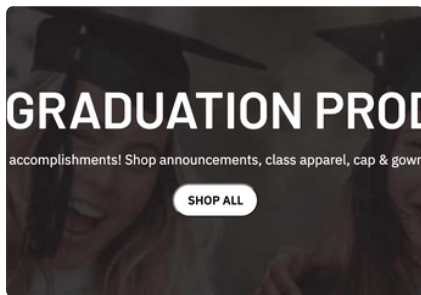 GRADUATION PROD
accomplishments! Shop announcements, class apparel, cap & gown
SHOP ALL